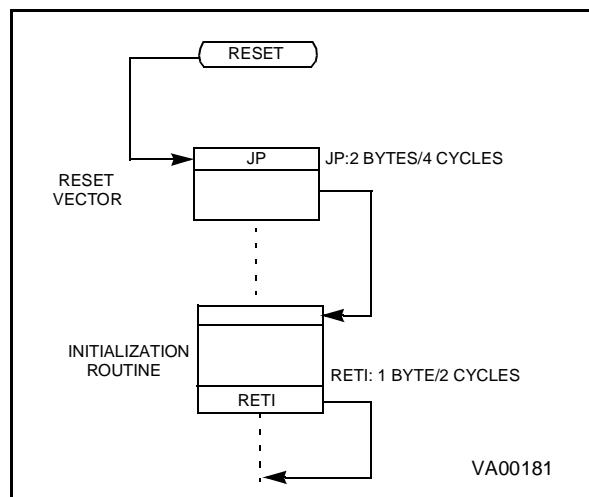 RESET
JP
JP:2 BYTES/4 CYCLES
RESET
VECTOR
INITIALIZATION
ROUTINE
RETI: 1 BYTE/2 CYCLES
RETI
VA00181